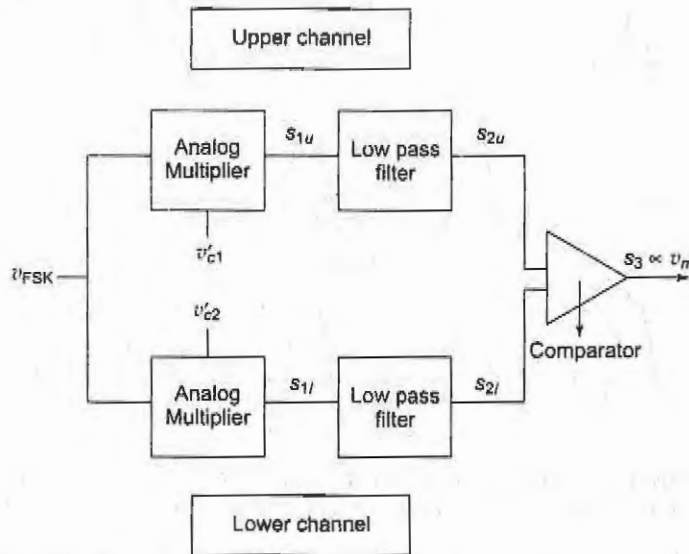 Upper channel
Analog
Multiplier
s₁ᵤ
Low pass
filter
s₂ᵤ
v′c1
vFSK
s₃ ∝ vm
v′c2
Comparator
Analog
Multiplier
s₁ₗ
Low pass
filter
s₂ₗ
Lower channel